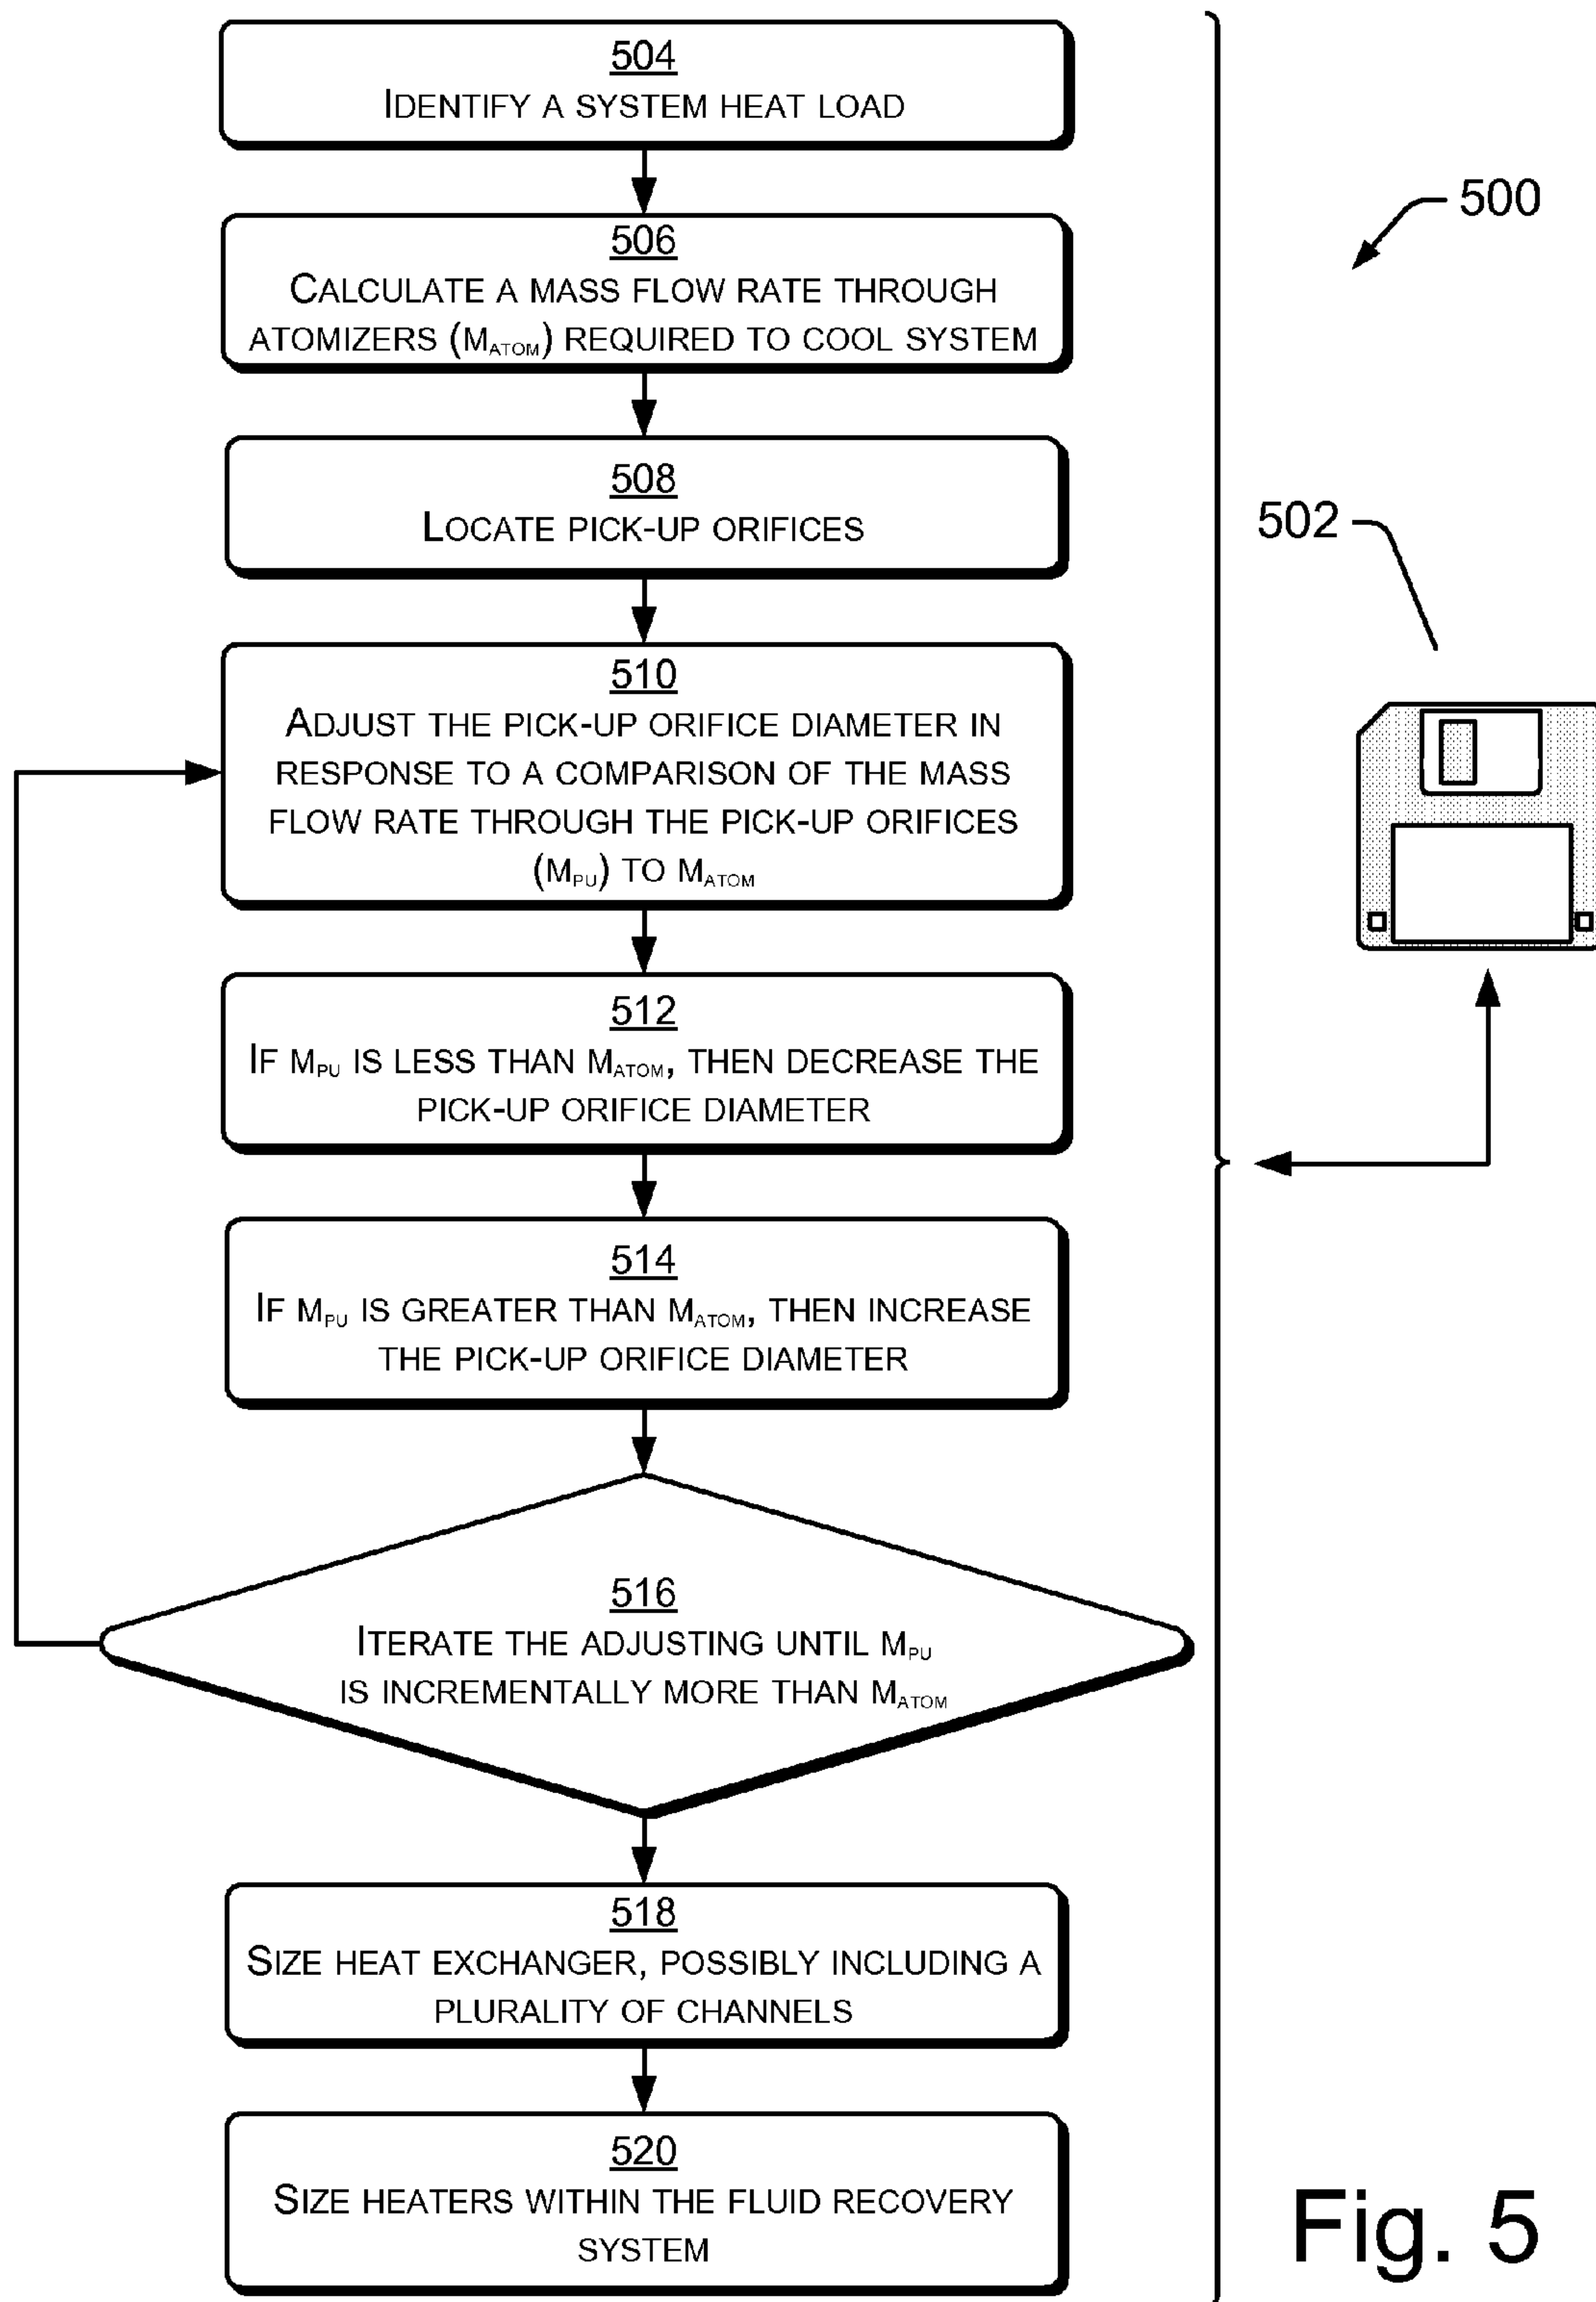 504
IDENTIFY A SYSTEM HEAT LOAD
506
CALCULATE A MASS FLOW RATE THROUGH
ATOMIZERS (MATOM) REQUIRED TO COOL SYSTEM
508
LOCATE PICK-UP ORIFICES
510
ADJUST THE PICK-UP ORIFICE DIAMETER IN
RESPONSE TO A COMPARISON OF THE MASS
FLOW RATE THROUGH THE PICK-UP ORIFICES
(MPU) TO MATOM
512
IF MPU IS LESS THAN MATOM, THEN DECREASE THE
PICK-UP ORIFICE DIAMETER
514
IF MPU IS GREATER THAN MATOM, THEN INCREASE
THE PICK-UP ORIFICE DIAMETER
516
ITERATE THE ADJUSTING UNTIL MPU
IS INCREMENTALLY MORE THAN MATOM
518
SIZE HEAT EXCHANGER, POSSIBLY INCLUDING A
PLURALITY OF CHANNELS
520
SIZE HEATERS WITHIN THE FLUID RECOVERY
SYSTEM
500
502
Fig. 5